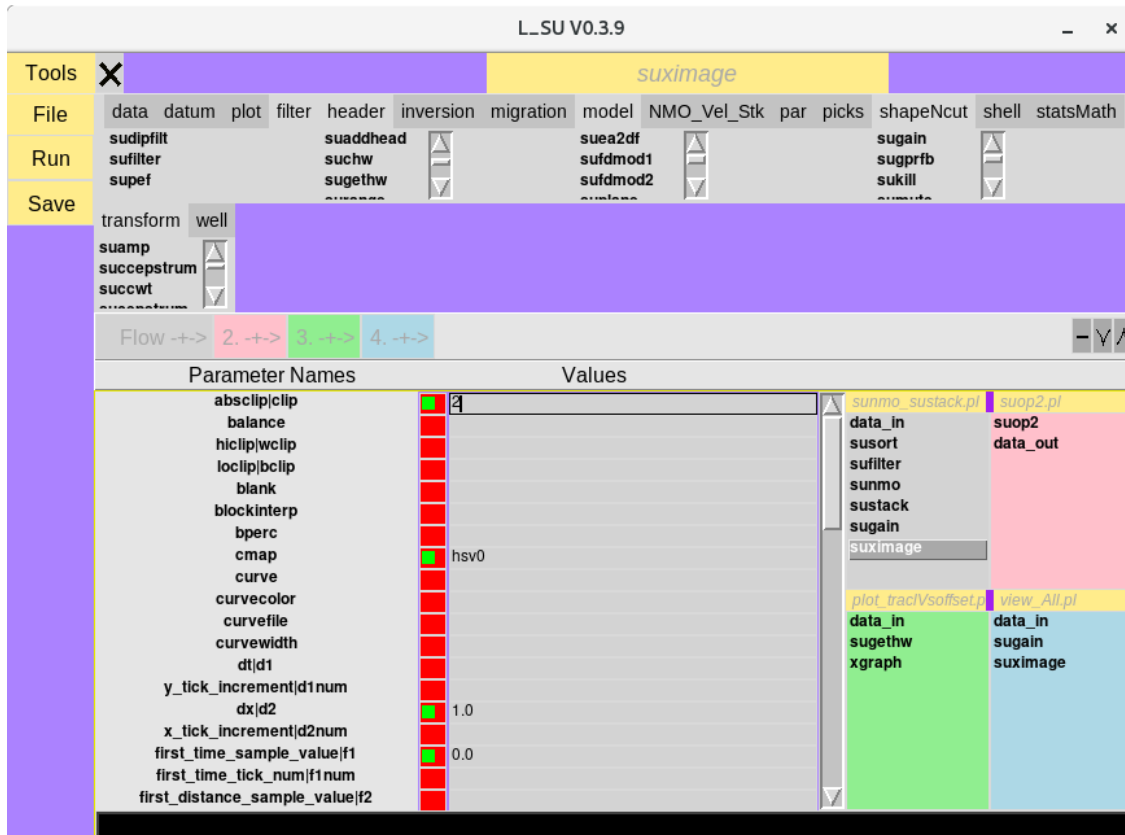 L_SU V0.3.9
Tools suximage
File data datum plot filter header inversion migration model NMO_Vel_Stk par picks shapeNcut shell statsMath
sudipfilt suaddhead suea2df sugain
Run sufilter suchw sufdmod1 sugprfb
supef sugethw sufdmod2 sukill
Save
transform well
suamp
succepstrum
succwt
Flow -+-> 2. -+-> 3. -+-> 4. -+->
Parameter Names Values
absclip|clip 2 sunmo_sustack.pl suop2.pl
balance data_in suop2
hiclip|wclip susort data_out
loclip|bclip sufilter
blank sunmo
blockinterp sustack
bperc sugain
cmap hsv0 suximage
curve
curvecolor plot_traclVsoffset.p view_All.pl
curvefile data_in data_in
curvewidth sugethw sugain
dt|d1 xgraph suximage
y_tick_increment|d1num
dx|d2 1.0
x_tick_increment|d2num
first_time_sample_value|f1 0.0
first_time_tick_num|f1num
first_distance_sample_value|f2